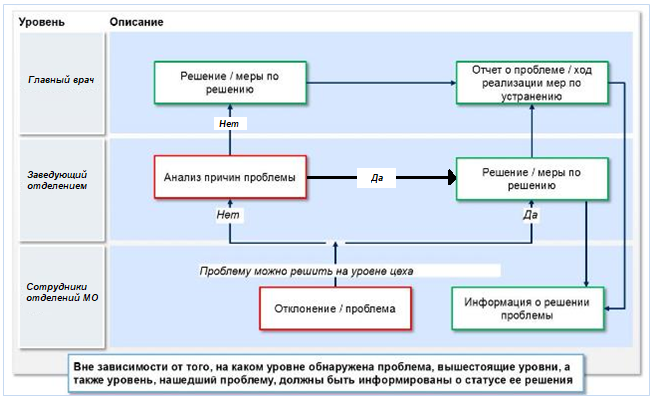 Уровень
Описание
Главный врач
Решение / меры по
решению
Отчет о проблеме / ход
реализации мер по
устранению
Нет
Заведующий
отделением
Анализ причин проблемы
Да
Решение / меры по
решению
Нет
Да
Проблему можно решить на уровне цеха
Сотрудники
отделений МО
Отклонение / проблема
Информация о решении
проблемы
Вне зависимости от того, на каком уровне обнаружена проблема, вышестоящие уровни, а
также уровень, нашедший проблему, должны быть информированы о статусе ее решения